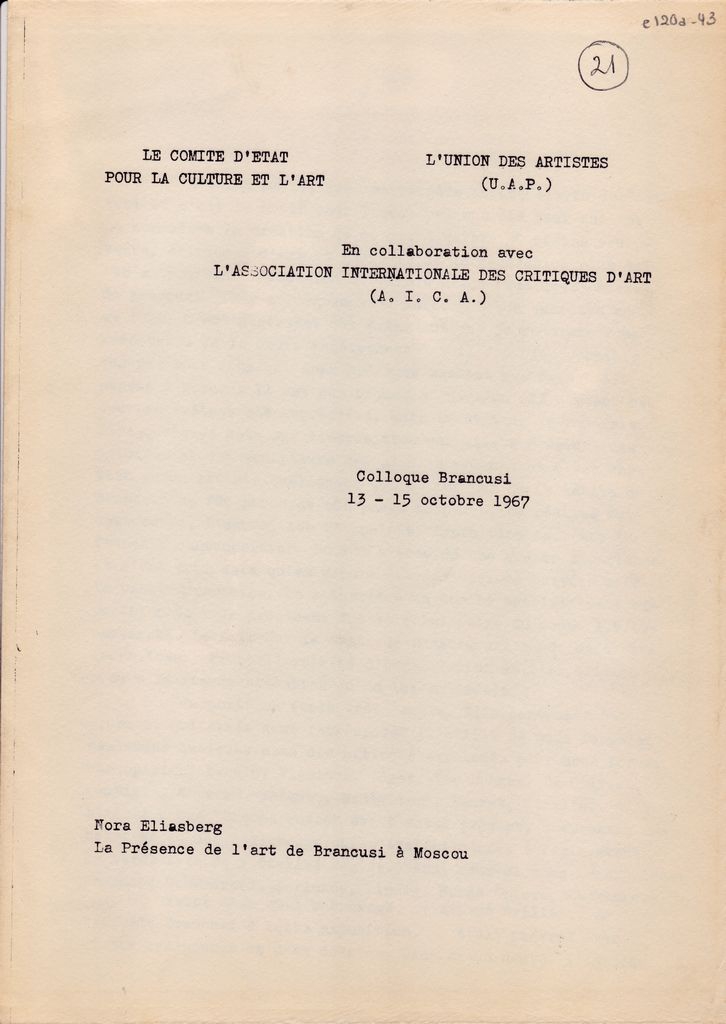 e120a-43
21
LE COMITE D'ETAT
POUR LA CULTURE ET L'ART
L'UNION DES ARTISTES
(U.A.P.)
En collaboration avec
L'ASSOCIATION INTERNATIONALE DES CRITIQUES D'ART
(A. I. C. A.)
Colloque Brancusi
13 - 15 octobre 1967
Nora Eliasberg
La Présence de l'art de Brancusi à Moscou